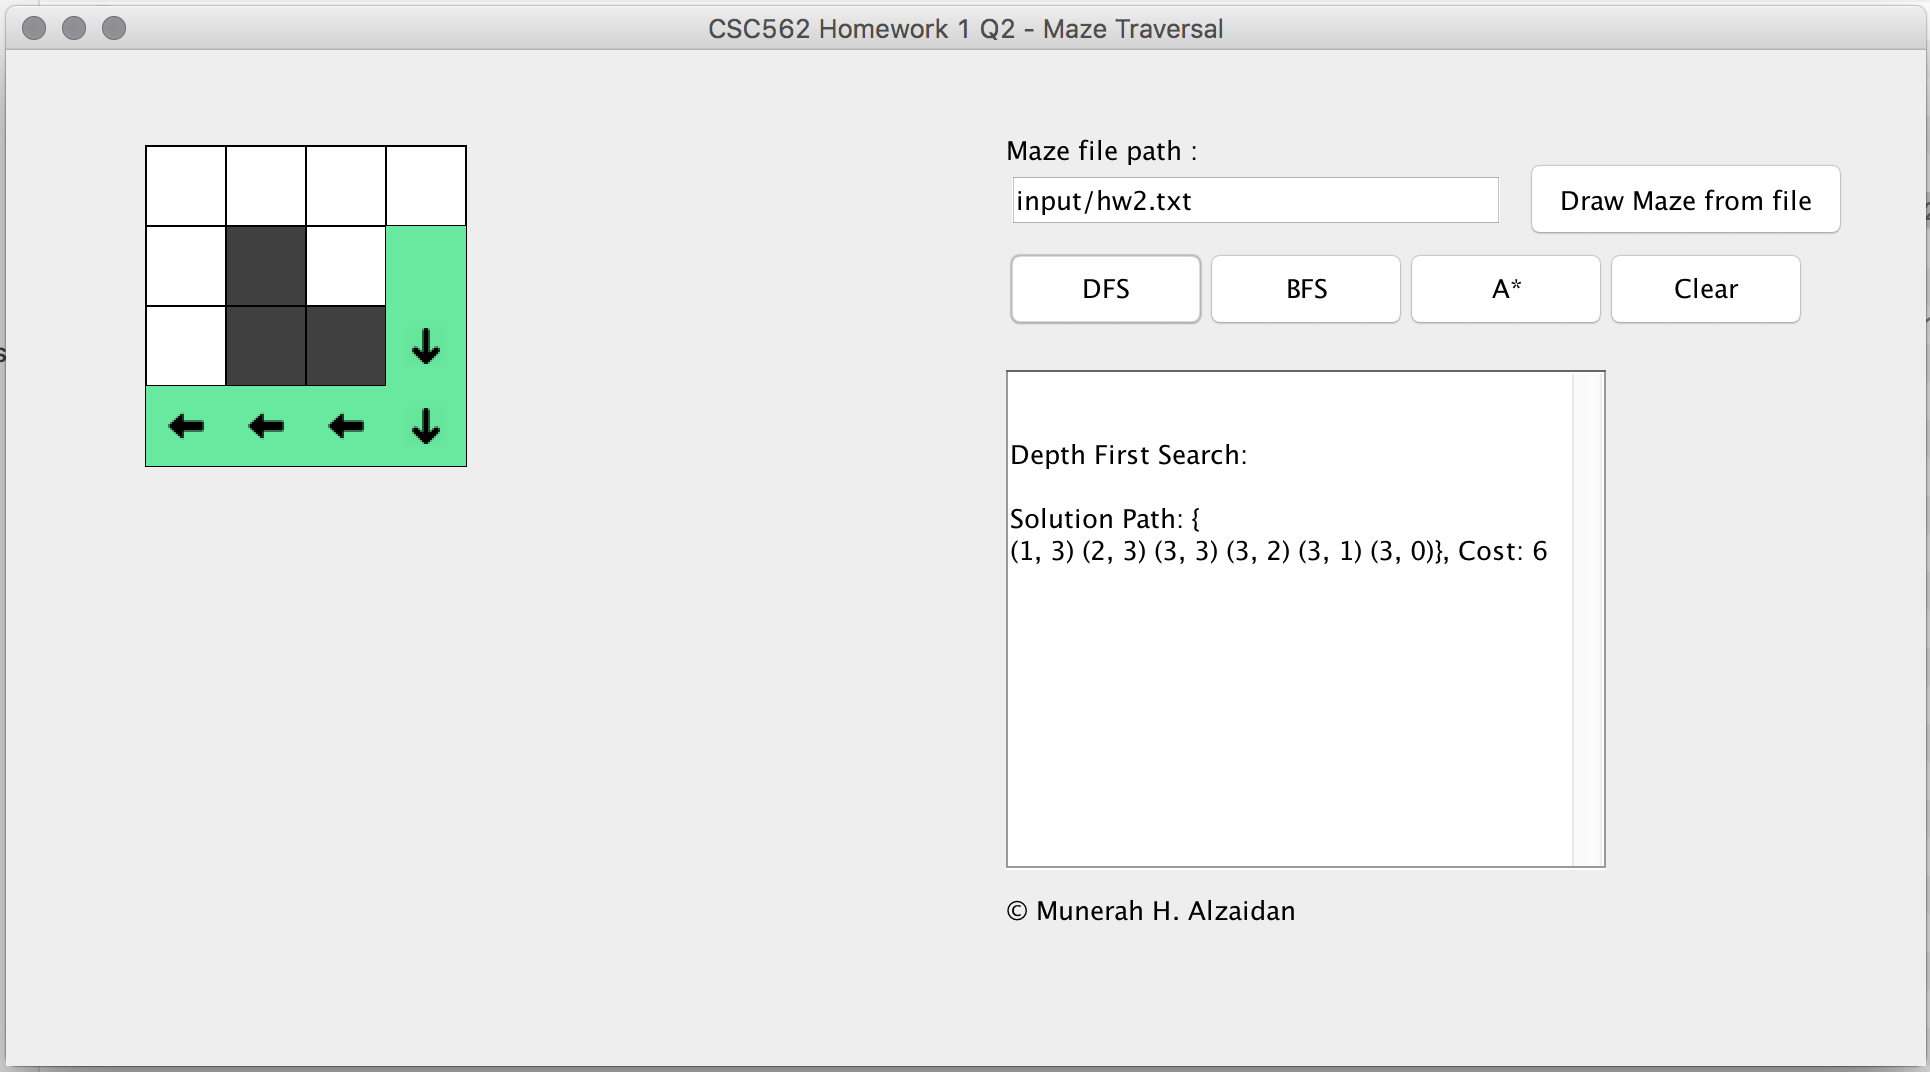 CSC562 Homework 1 Q2 - Maze Traversal
Maze file path :
input/hw2.txt
Draw Maze from file
DFS
BFS
A*
Clear
Depth First Search:
Solution Path: {
(1, 3) (2, 3) (3, 3) (3, 2) (3, 1) (3, 0)}, Cost: 6
© Munerah H. Alzaidan